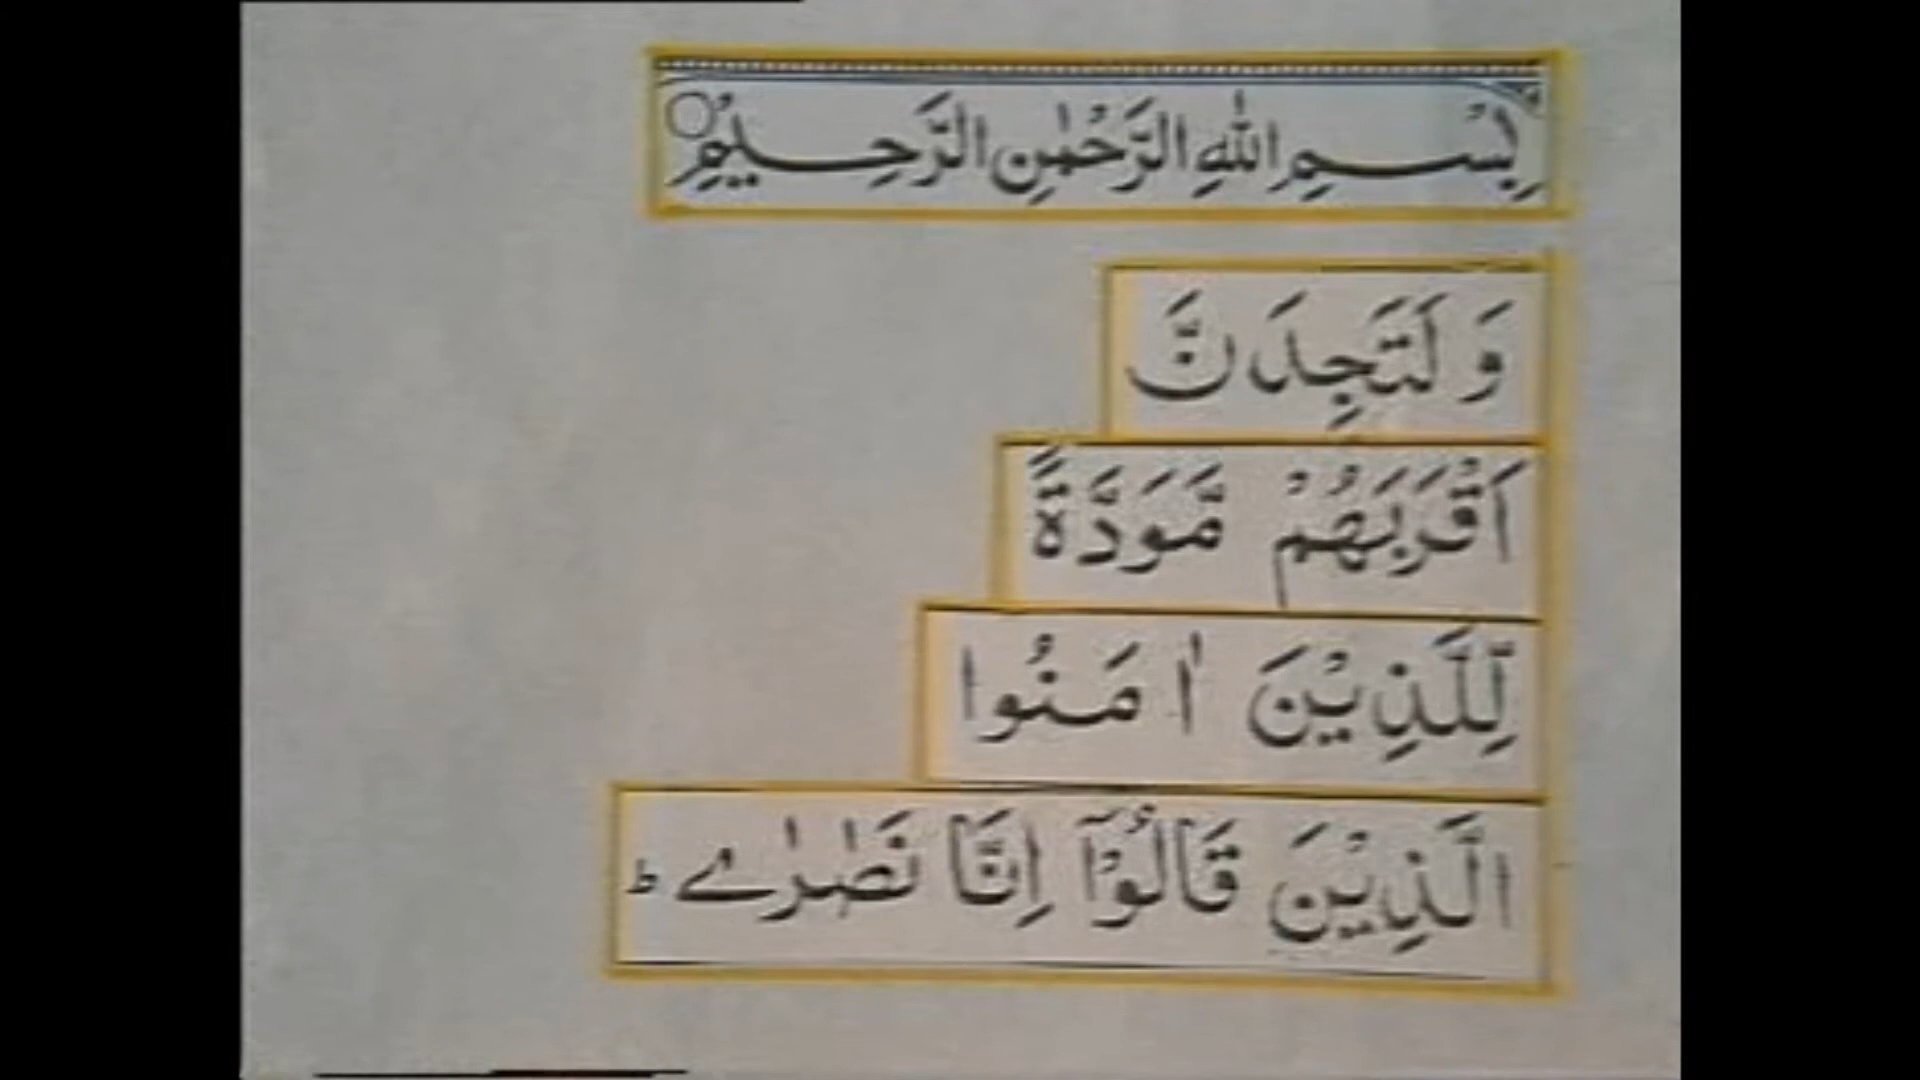 بِسْمِ اللّٰهِ الرَّحْمٰنِ الرَّحِيْمِ ○
وَ لَتَجِدَنَّ
اَقْرَبَهُمْ مَّوَدَّةً
لِّلَّذِيْنَ اٰمَنُوا
الَّذِيْنَ قَالُوْٓا اِنَّا نَصٰرٰے ؕ